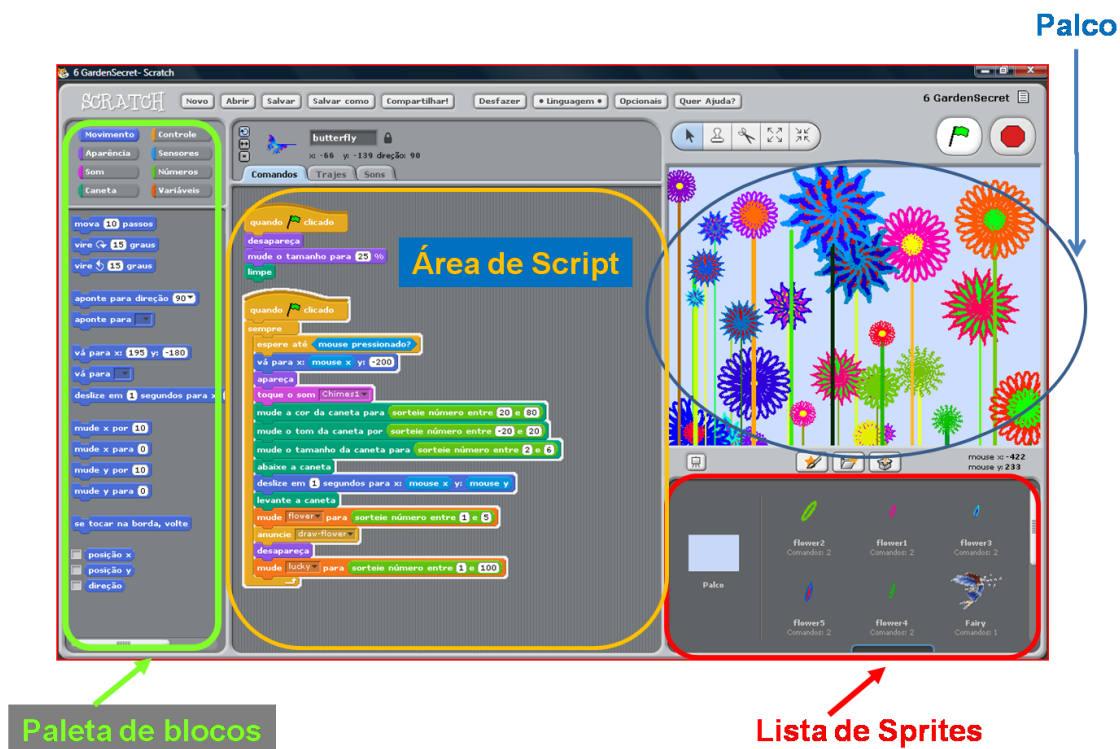 Palco
6 GardenSecret- Scratch
SCRATCH Novo Abrir Salvar Salvar como Compartilhar! Desfazer • Linguagem • Opcionais Quer Ajuda? 6 GardenSecret
Movimento Controle
Aparência Sensores
Som Números
Caneta Variáveis
mova 10 passos
vire 15 graus
vire 15 graus
aponte para direção 90
aponte para
vá para x: 195 y: -180
vá para
deslize em 1 segundos para x
mude x por 10
mude x para 0
mude y por 10
mude y para 0
se tocar na borda, volte
posição x
posição y
direção
butterfly
x: -66 y: -139 direção: 90
Comandos Trajes Sons
quando clicado
desapareça
mude o tamanho para 25 %
limpe
Área de Script
quando clicado
sempre
espere até mouse pressionado?
vá para x: mouse x y: -200
apareça
toque o som Chimes1
mude a cor da caneta para sorteie número entre 20 e 80
mude o tom da caneta por sorteie número entre -20 e 20
mude o tamanho da caneta para sorteie número entre 2 e 6
abaixe a caneta
deslize em 1 segundos para x: mouse x y: mouse y
levante a caneta
mude flower para sorteie número entre 1 e 5
anuncie draw-flower
desapareça
mude lucky para sorteie número entre 1 e 100
mouse x: -422
mouse y: 233
Palco
flower2
Comandos: 2
flower1
Comandos: 2
flower3
Comandos: 2
flower5
Comandos: 2
flower4
Comandos: 2
Fairy
Comandos: 1
Paleta de blocos
Lista de Sprites